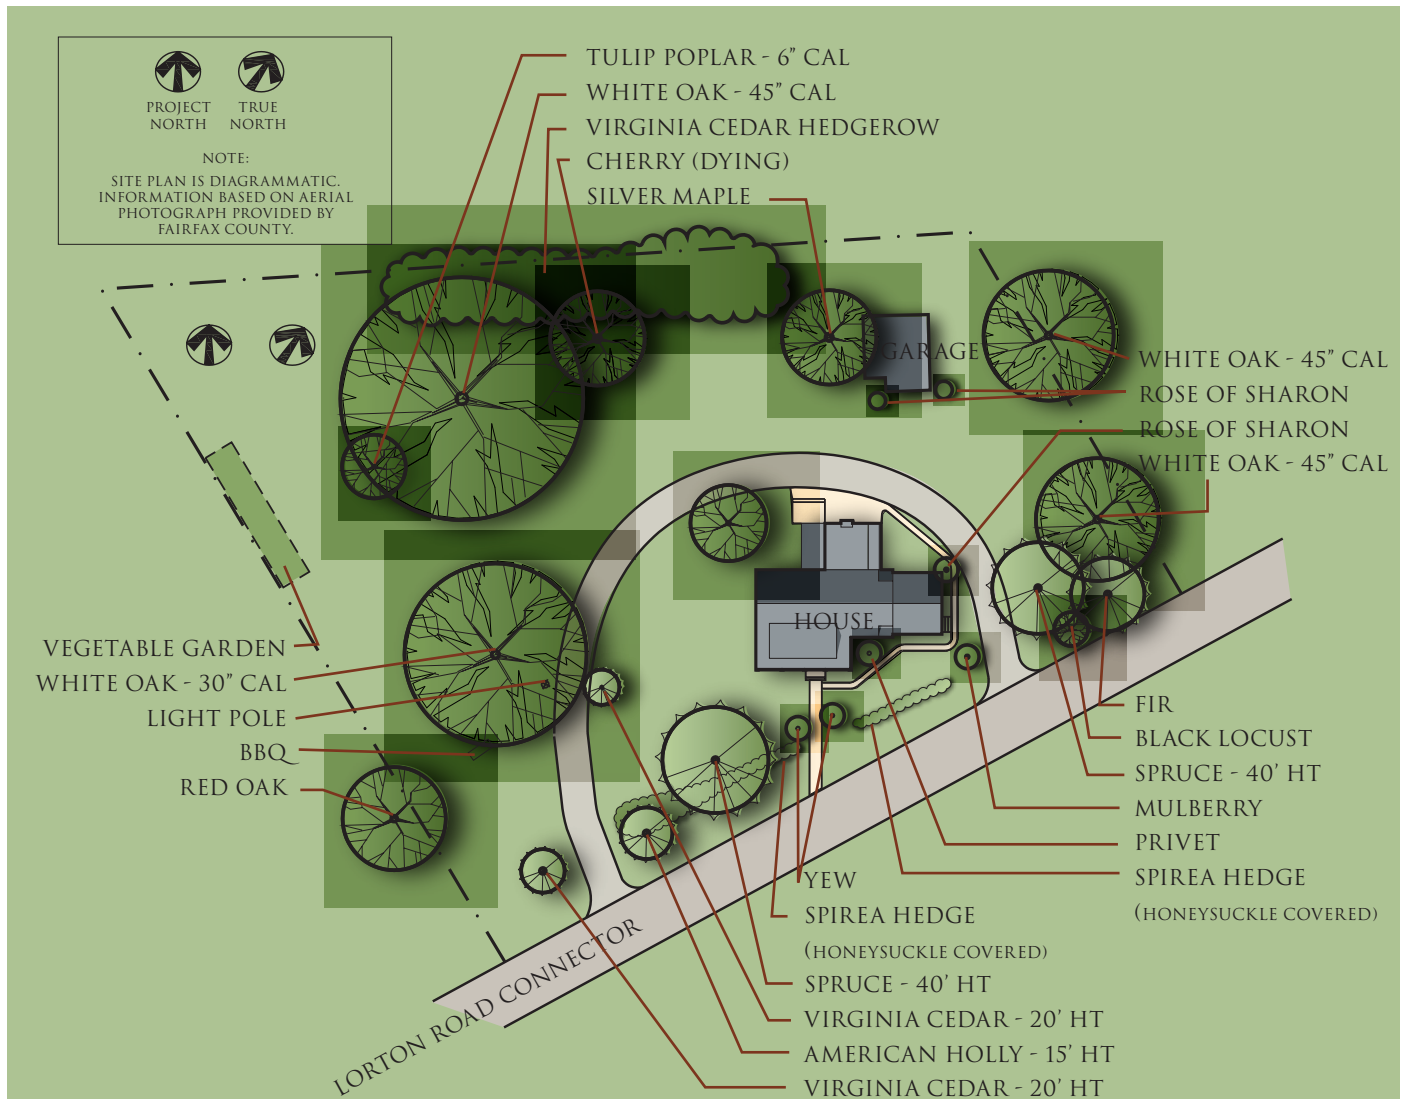 PROJECT NORTH
TRUE NORTH
NOTE:
SITE PLAN IS DIAGRAMMATIC.
INFORMATION BASED ON AERIAL
PHOTOGRAPH PROVIDED BY
FAIRFAX COUNTY.
TULIP POPLAR - 6" CAL
WHITE OAK - 45" CAL
VIRGINIA CEDAR HEDGEROW
CHERRY (DYING)
SILVER MAPLE
GARAGE
WHITE OAK - 45" CAL
ROSE OF SHARON
ROSE OF SHARON
WHITE OAK - 45" CAL
HOUSE
VEGETABLE GARDEN
WHITE OAK - 30" CAL
LIGHT POLE
BBQ
RED OAK
FIR
BLACK LOCUST
SPRUCE - 40' HT
MULBERRY
PRIVET
SPIREA HEDGE
(HONEYSUCKLE COVERED)
YEW
SPIREA HEDGE
(HONEYSUCKLE COVERED)
SPRUCE - 40' HT
VIRGINIA CEDAR - 20' HT
AMERICAN HOLLY - 15' HT
VIRGINIA CEDAR - 20' HT
LORTON ROAD CONNECTOR